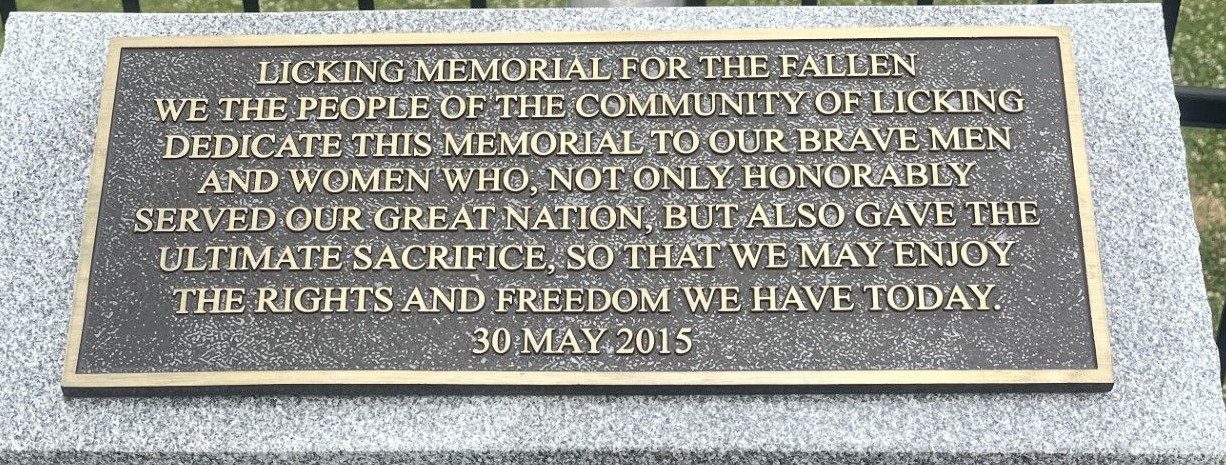 LICKING MEMORIAL FOR THE FALLEN
WE THE PEOPLE OF THE COMMUNITY OF LICKING
DEDICATE THIS MEMORIAL TO OUR BRAVE MEN
AND WOMEN WHO, NOT ONLY HONORABLY
SERVED OUR GREAT NATION, BUT ALSO GAVE THE
ULTIMATE SACRIFICE, SO THAT WE MAY ENJOY
THE RIGHTS AND FREEDOM WE HAVE TODAY.
30 MAY 2015